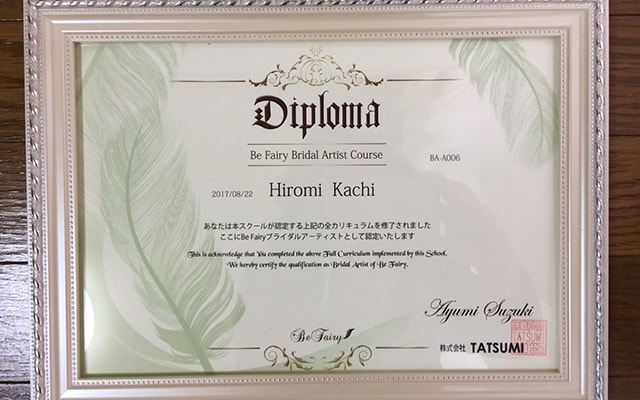 Diploma
Be Fairy Bridal Artist Course
BA-A006
2017/08/22 Hiromi Kachi
あなたは本スクールが認定する上記の全カリキュラムを修了されました
ここにBe Fairyブライダルアーティストとして認定いたします
This is acknowledge that You completed the above Full Curriculum implemented by this School.
We hereby certify the qualification as Bridal Artist of Be Fairy.
Ayumi Suzuki
Be Fairy
株式会社 TATSUMI